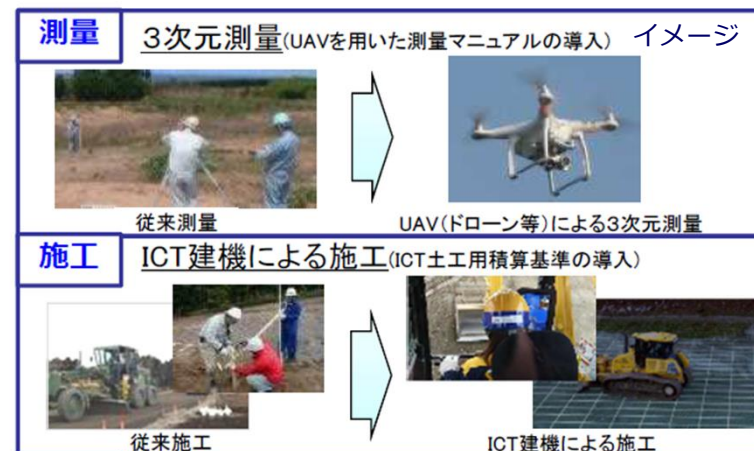 測量
3次元測量(UAVを用いた測量マニュアルの導入)
イメージ
従来測量
UAV(ドローン等)による3次元測量
施工
ICT建機による施工(ICT土工用積算基準の導入)
従来施工
ICT建機による施工